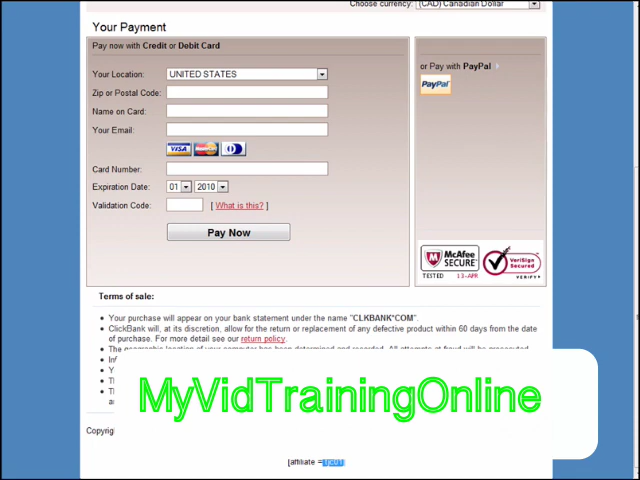 Choose currency: (CAD) Canadian Dollar
Your Payment
Pay now with Credit or Debit Card
Your Location: UNITED STATES
Zip or Postal Code:
Name on Card:
Your Email:
VISA MasterCard
Card Number:
Expiration Date: 01 2010
Validation Code: [ What is this? ]
Pay Now
or Pay with PayPal
PayPal
McAfee SECURE
TESTED 13-APR
VeriSign Secured
VERIFY
Terms of sale:
Your purchase will appear on your bank statement under the name "CLKBANK*COM".
ClickBank will, at its discretion, allow for the return or replacement of any defective product within 60 days from the date
of purchase. For more detail see our return policy.
MyVidTrainingOnline
Copyrig
[affiliate =